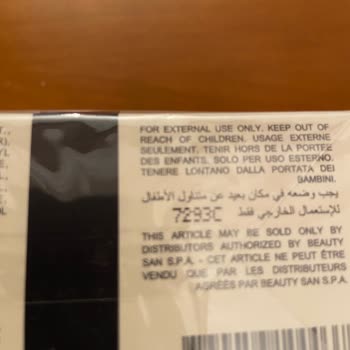 FOR EXTERNAL USE ONLY. KEEP OUT OF
REACH OF CHILDREN. USAGE EXTERNE
SEULEMENT. TENIR HORS DE LA PORTEE
DES ENFANTS. SOLO PER USO ESTERNO.
TENERE LONTANO DALLA PORTATA DEI
BAMBINI.
يجب وضعه في مكان بعيد عن متناول الأطفال
للإستعمال الخارجي فقط
7293C
THIS ARTICLE MAY BE SOLD ONLY BY
DISTRIBUTORS AUTHORIZED BY BEAUTY
SAN S.P.A. - CET ARTICLE NE PEUT ÊTRE
VENDU QUE PAR LES DISTRIBUTEURS
AGRÉES PAR BEAUTY SAN S.P.A.